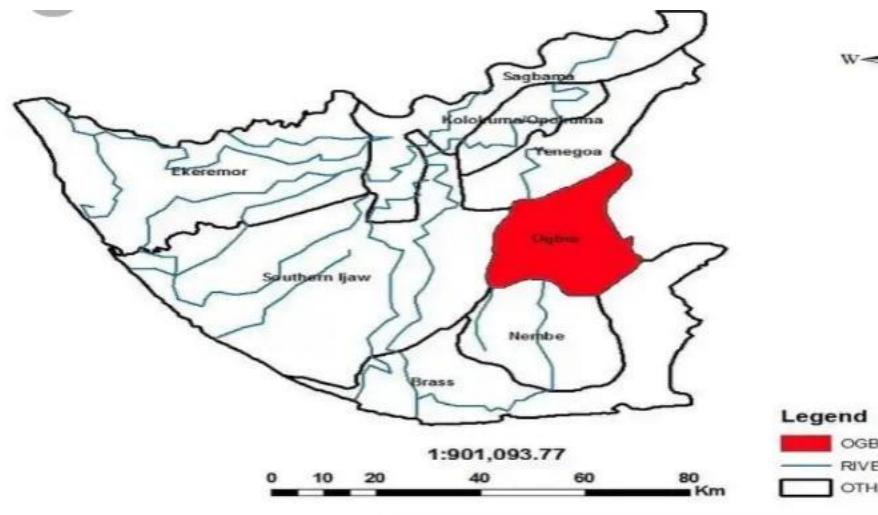 W
Sagbama
Kolokuma/Opokuma
Yenegoa
Ekeremor
Ogbia
Southern Ijaw
Nembe
Brass
Legend
OGB
RIVE
OTH
1:901,093.77
0 10 20 40 60 80
Km